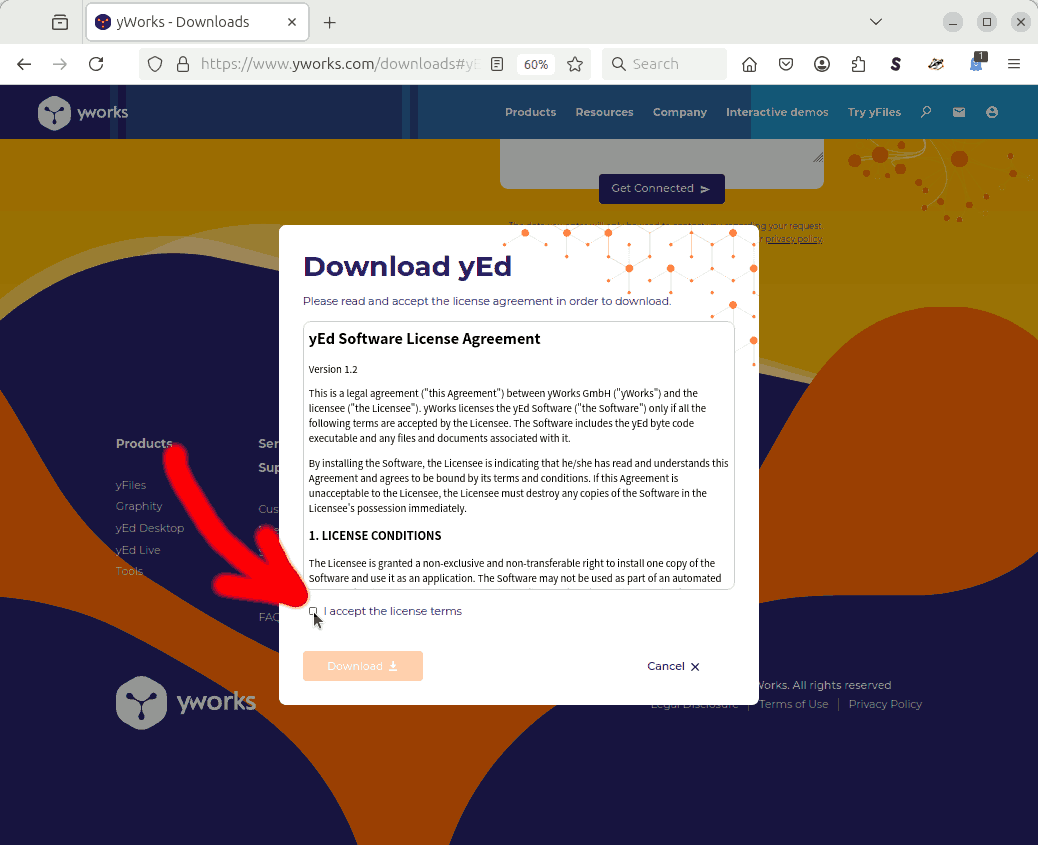 yWorks - Downloads
https://www.yworks.com/downloads#yE
60%
Search
1
yworks
Products
Resources
Company
Interactive demos
Try yFiles
Get Connected
your request.
privacy policy.
Download yEd
Please read and accept the license agreement in order to download.
yEd Software License Agreement
Version 1.2
This is a legal agreement ("this Agreement") between yWorks GmbH ("yWorks") and the
licensee ("the Licensee"). yWorks licenses the yEd Software ("the Software") only if all the
following terms are accepted by the Licensee. The Software includes the yEd byte code
executable and any files and documents associated with it.
By installing the Software, the Licensee is indicating that he/she has read and understands this
Agreement and agrees to be bound by its terms and conditions. If this Agreement is
unacceptable to the Licensee, the Licensee must destroy any copies of the Software in the
Licensee's possession immediately.
1. LICENSE CONDITIONS
The Licensee is granted a non-exclusive and non-transferable right to install one copy of the
Software and use it as an application. The Software may not be used as part of an automated
I accept the license terms
Download
Cancel
Products
yFiles
Graphity
yEd Desktop
yEd Live
Tools
Ser
Sup
Cus
FAQ
yworks
Works. All rights reserved
Legal Disclosure
Terms of Use
Privacy Policy